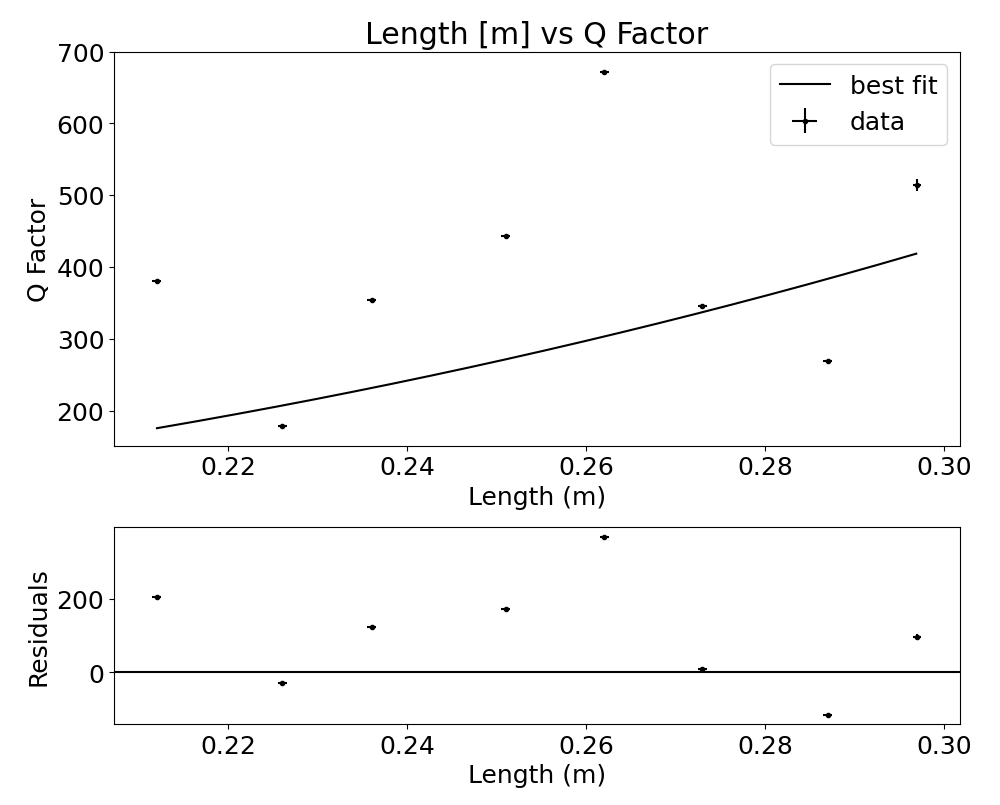 Length [m] vs Q Factor
700
600
500
400
300
200
Q Factor
best fit
data
0.22 0.24 0.26 0.28 0.30
Length (m)
200
0
Residuals
0.22 0.24 0.26 0.28 0.30
Length (m)